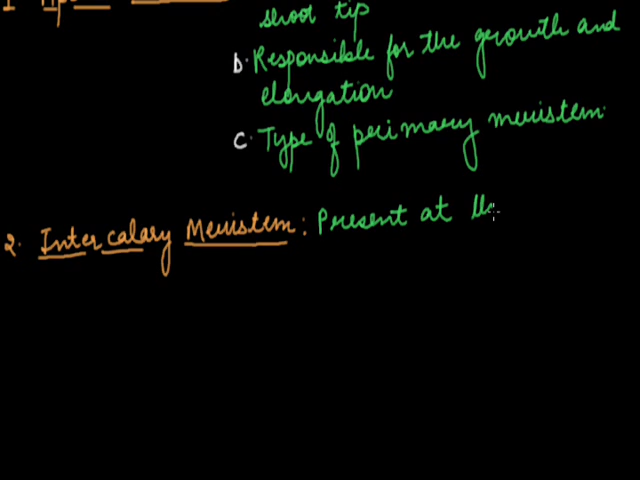 shoot tip
b. Responsible for the growth and
elongation
c. Type of primary meristem.
2. Intercalary Meristem : Present at